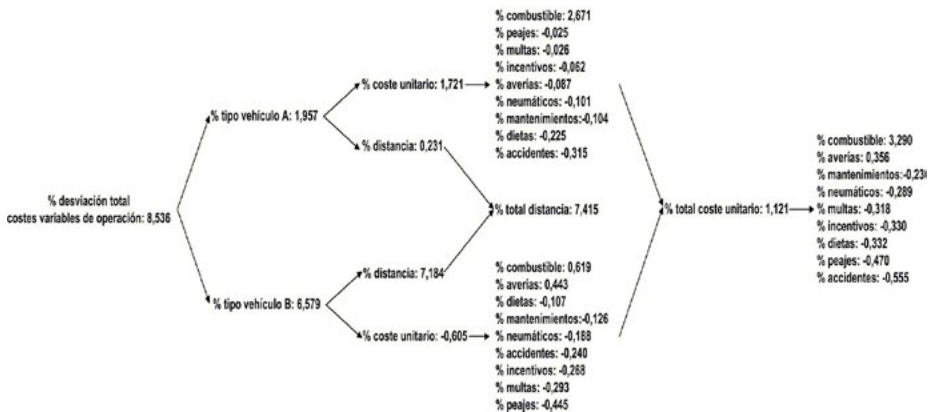 % desviación total
costes variables de operación: 8,536
% tipo vehículo A: 1,957
% coste unitario: 1,721
% combustible: 2,671
% peajes: -0,025
% multas: -0,026
% incentivos: -0,062
% averías: -0,087
% neumáticos: -0,101
% mantenimientos:-0,104
% dietas: -0,225
% accidentes: -0,315
% distancia: 0,231
% total distancia: 7,415
% distancia: 7,184
% tipo vehículo B: 6,579
% coste unitario: -0,605
% combustible: 0,619
% averías: 0,443
% dietas: -0,107
% mantenimientos:-0,126
% neumáticos: -0,188
% accidentes: -0,240
% incentivos: -0,268
% multas: -0,293
% peajes: -0,445
% total coste unitario: 1,121
% combustible: 3,290
% averías: 0,356
% mantenimientos:-0,230
% neumáticos: -0,289
% multas: -0,318
% incentivos: -0,330
% dietas: -0,332
% peajes: -0,470
% accidentes: -0,555